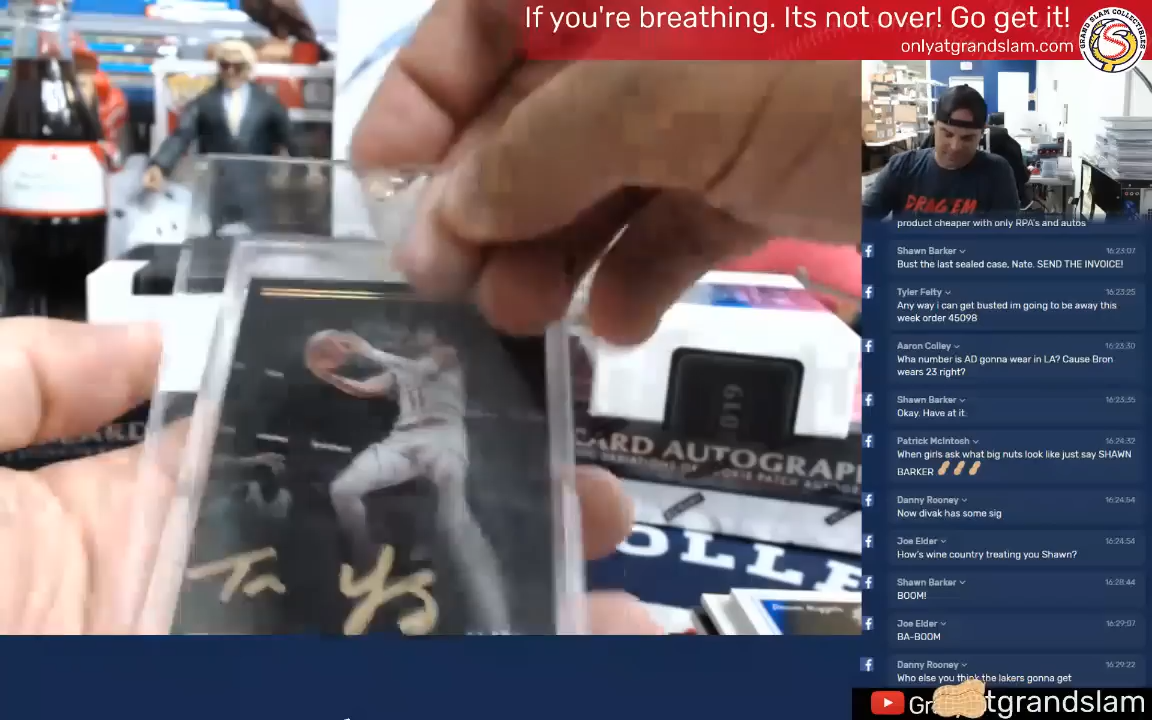 If you're breathing. Its not over! Go get it!
onlyatgrandslam.com
GRAND SLAM COLLECTIBLES
DRAG EM
product cheaper with only RPA's and autos
Shawn Barker 16:23:07
Bust the last sealed case, Nate. SEND THE INVOICE!
Tyler Felty 16:23:25
Any way i can get busted im going to be away this
week order 45098
Aaron Colley 16:23:30
Wha number is AD gonna wear in LA? Cause Bron
wears 23 right?
Shawn Barker 16:23:35
Okay. Have at it.
Patrick McIntosh 16:24:32
When girls ask what big nuts look like just say SHAWN
BARKER
Danny Rooney 16:24:54
Now divak has some sig
Joe Elder 16:24:54
How's wine country treating you Shawn?
Shawn Barker 16:28:44
BOOM!
Joe Elder 16:29:07
BA-BOOM
Danny Rooney 16:29:22
Who else you think the lakers gonna get
tgrandslam
CARD AUTOGRAP
OLLE